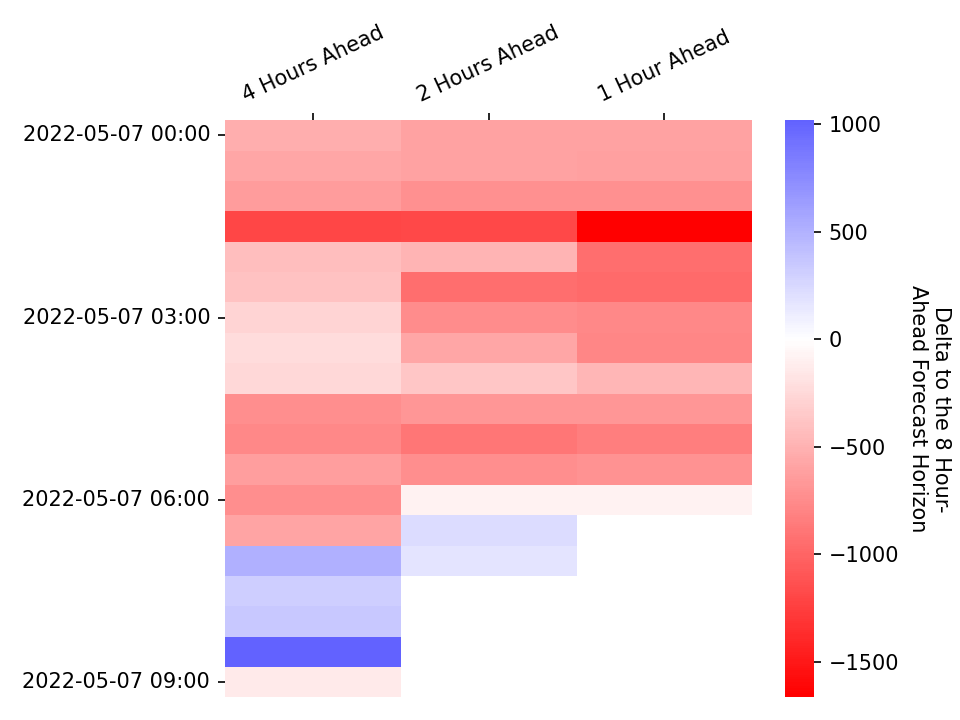 4 Hours Ahead
2 Hours Ahead
1 Hour Ahead
2022-05-07 00:00
2022-05-07 03:00
2022-05-07 06:00
2022-05-07 09:00
1000
500
0
−500
−1000
−1500
Delta to the 8 Hour-
Ahead Forecast Horizon